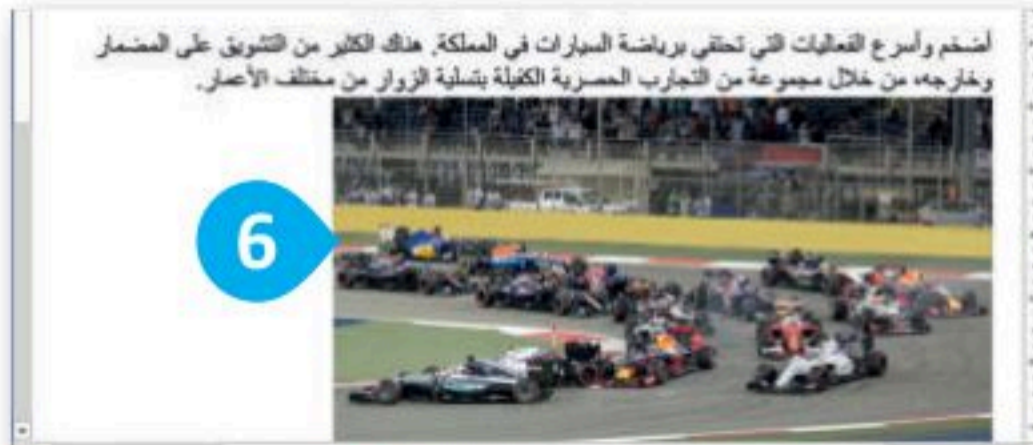 أضخم وأسرع الفعاليات التي تحتفي برياضة السيارات في المملكة. هناك الكثير من التشويق على المضمار
وخارجه، من خلال مجموعة من التجارب الحصرية الكفيلة بتسلية الزوار من مختلف الأعمار.
6